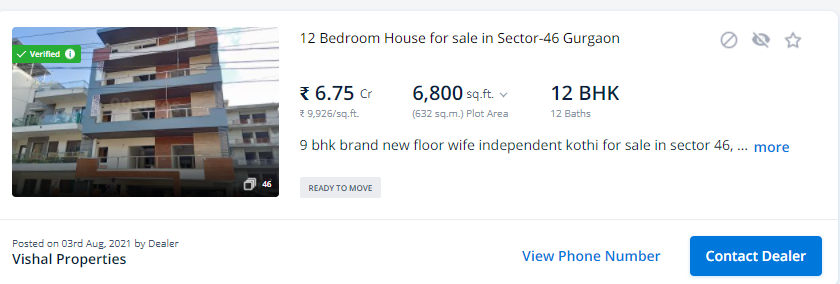 Verified
46
12 Bedroom House for sale in Sector-46 Gurgaon
₹ 6.75 Cr
₹ 9,926/sq.ft.
6,800 sq.ft.
(632 sq.m.) Plot Area
12 BHK
12 Baths
9 bhk brand new floor wife independent kothi for sale in sector 46, ... more
READY TO MOVE
Posted on 03rd Aug, 2021 by Dealer
Vishal Properties
View Phone Number
Contact Dealer